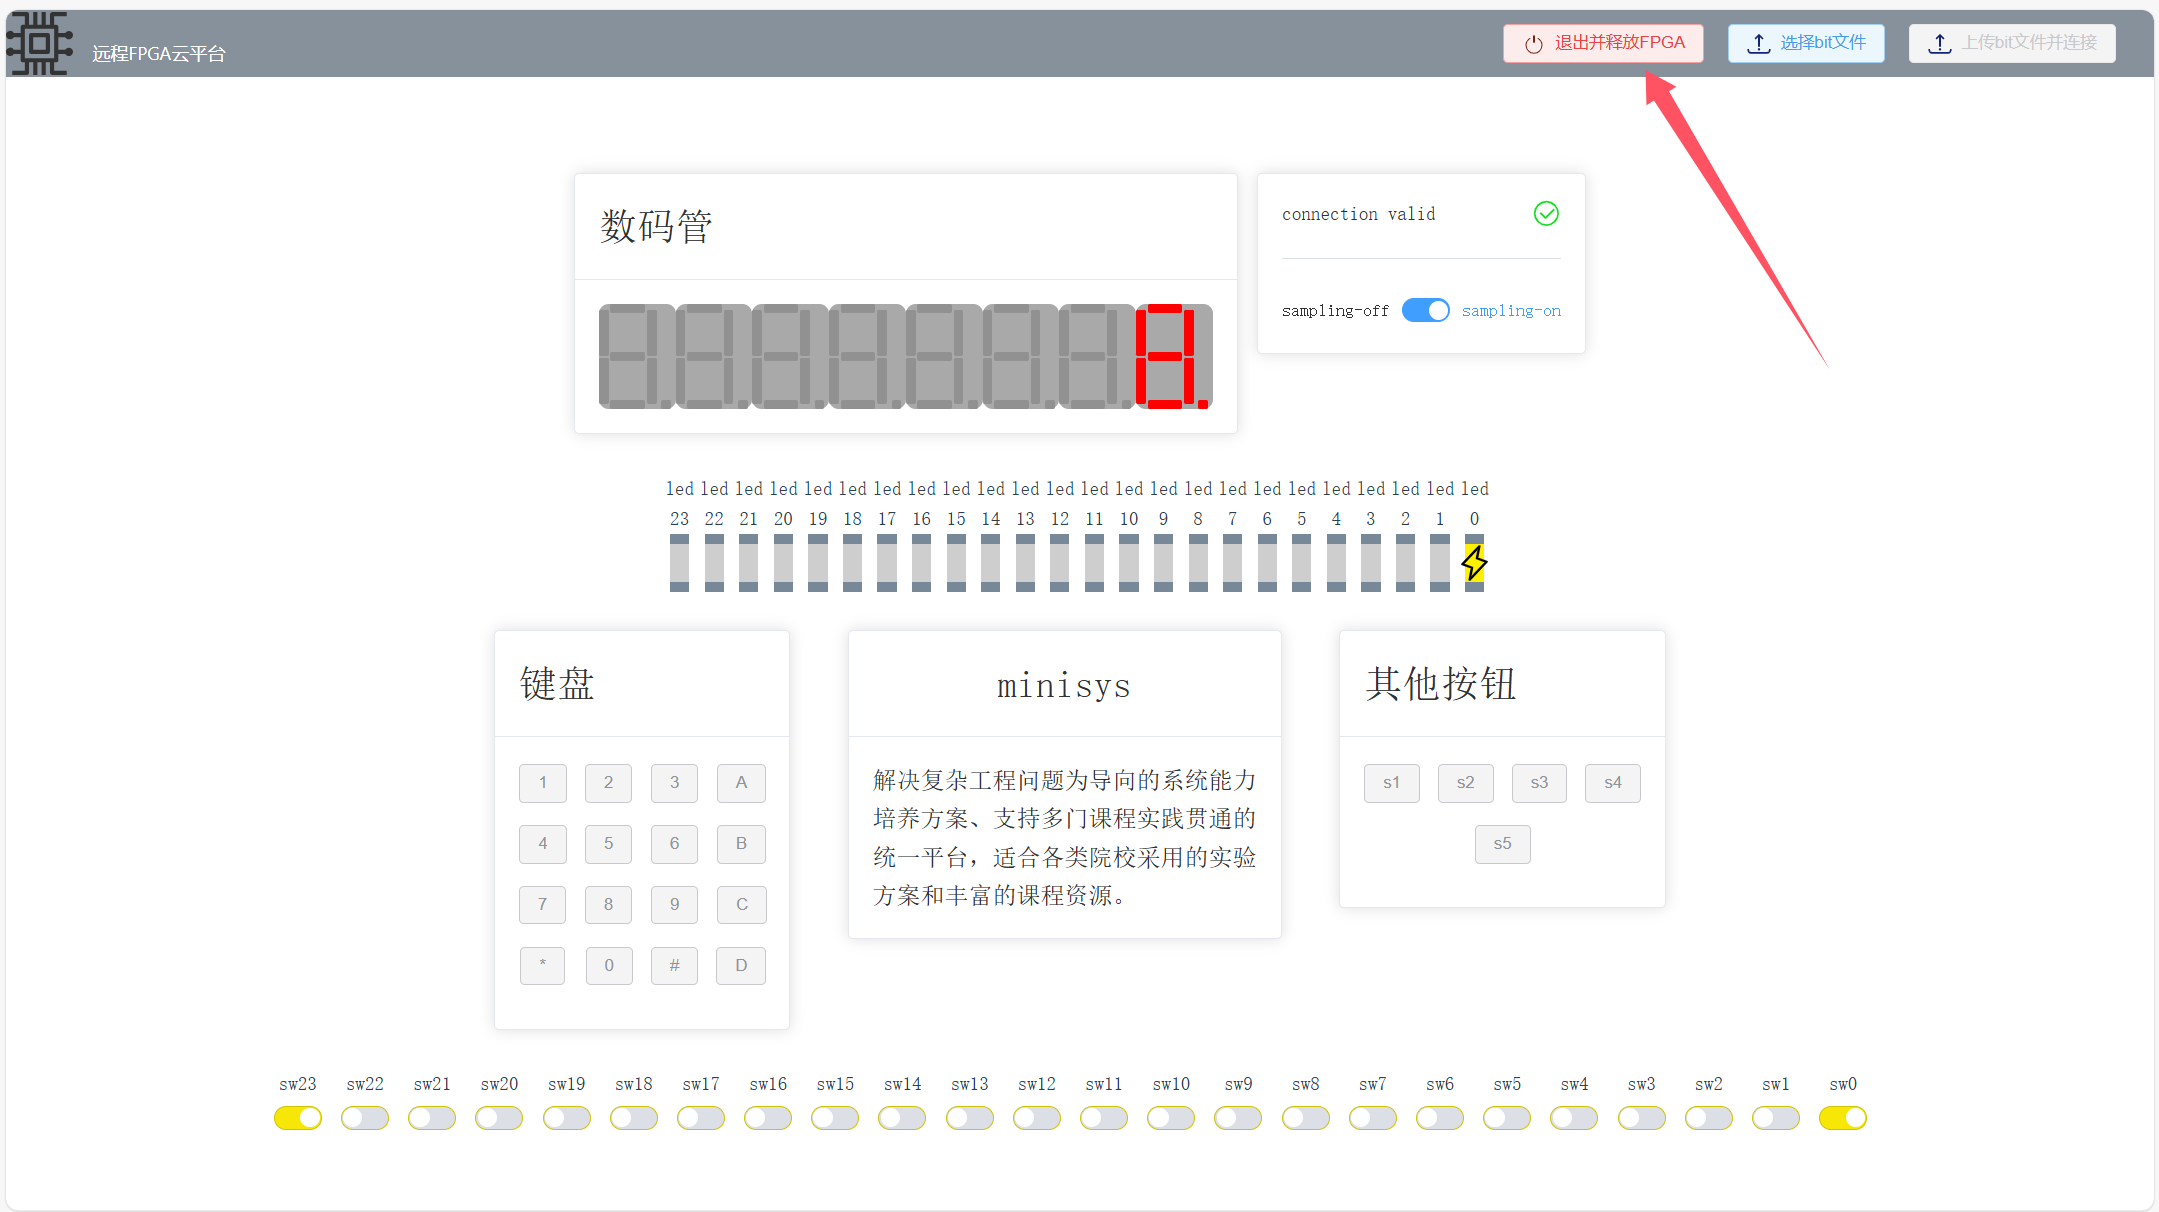 远程FPGA云平台
退出并释放FPGA
选择bit文件
上传bit文件并连接
数码管
connection valid
sampling-off sampling-on
led led led led led led led led led led led led led led led led led led led led led led led led
23 22 21 20 19 18 17 16 15 14 13 12 11 10 9 8 7 6 5 4 3 2 1 0
键盘
1 2 3 A
4 5 6 B
7 8 9 C
* 0 # D
minisys
解决复杂工程问题为导向的系统能力
培养方案、支持多门课程实践贯通的
统一平台，适合各类院校采用的实验
方案和丰富的课程资源。
其他按钮
s1 s2 s3 s4
s5
sw23 sw22 sw21 sw20 sw19 sw18 sw17 sw16 sw15 sw14 sw13 sw12 sw11 sw10 sw9 sw8 sw7 sw6 sw5 sw4 sw3 sw2 sw1 sw0